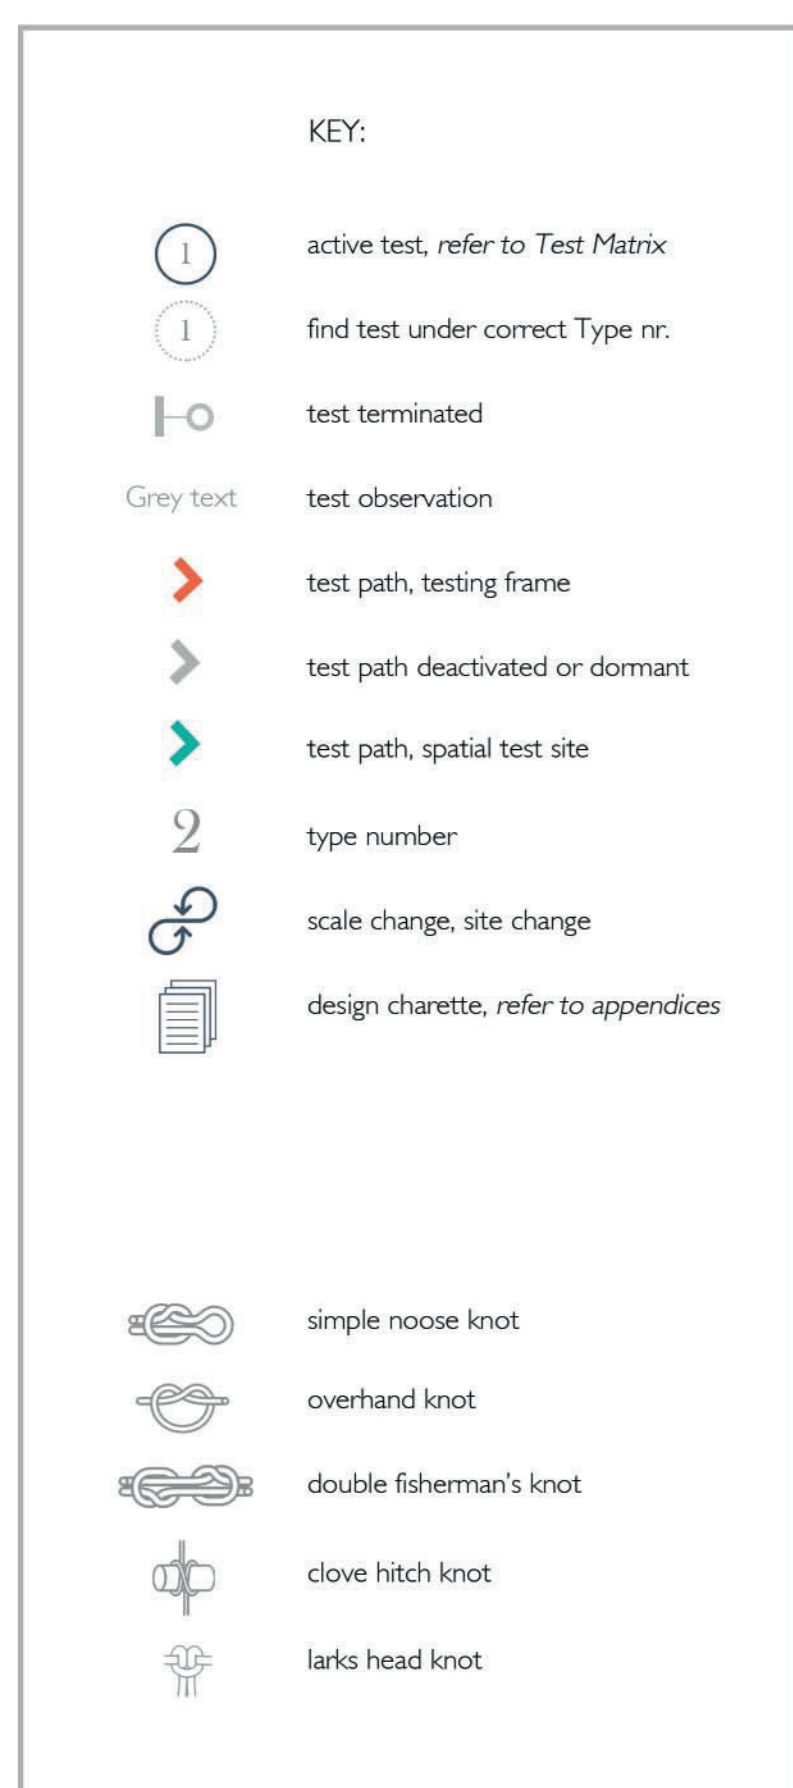 KEY:
1 active test, refer to Test Matrix
1 find test under correct Type nr.
test terminated
Grey text test observation
test path, testing frame
test path deactivated or dormant
test path, spatial test site
2 type number
scale change, site change
design charette, refer to appendices
simple noose knot
overhand knot
double fisherman's knot
clove hitch knot
larks head knot